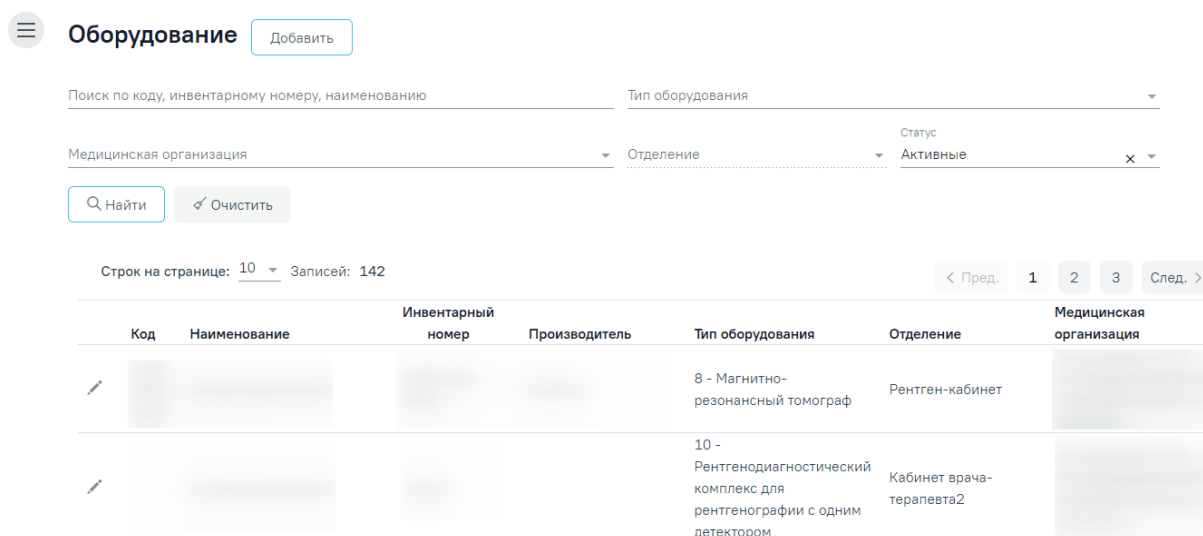 Оборудование Добавить
Поиск по коду, инвентарному номеру, наименованию Тип оборудования
Статус
Медицинская организация Отделение Активные
Найти Очистить
Строк на странице: 10 Записей: 142
Пред. 1 2 3 След.
Код Наименование Инвентарный номер Производитель Тип оборудования Отделение Медицинская организация
8 - Магнитно-
резонансный томограф
Рентген-кабинет
10 -
Рентгенодиагностический
комплекс для
рентгенографии с одним
детектором
Кабинет врача-
терапевта2